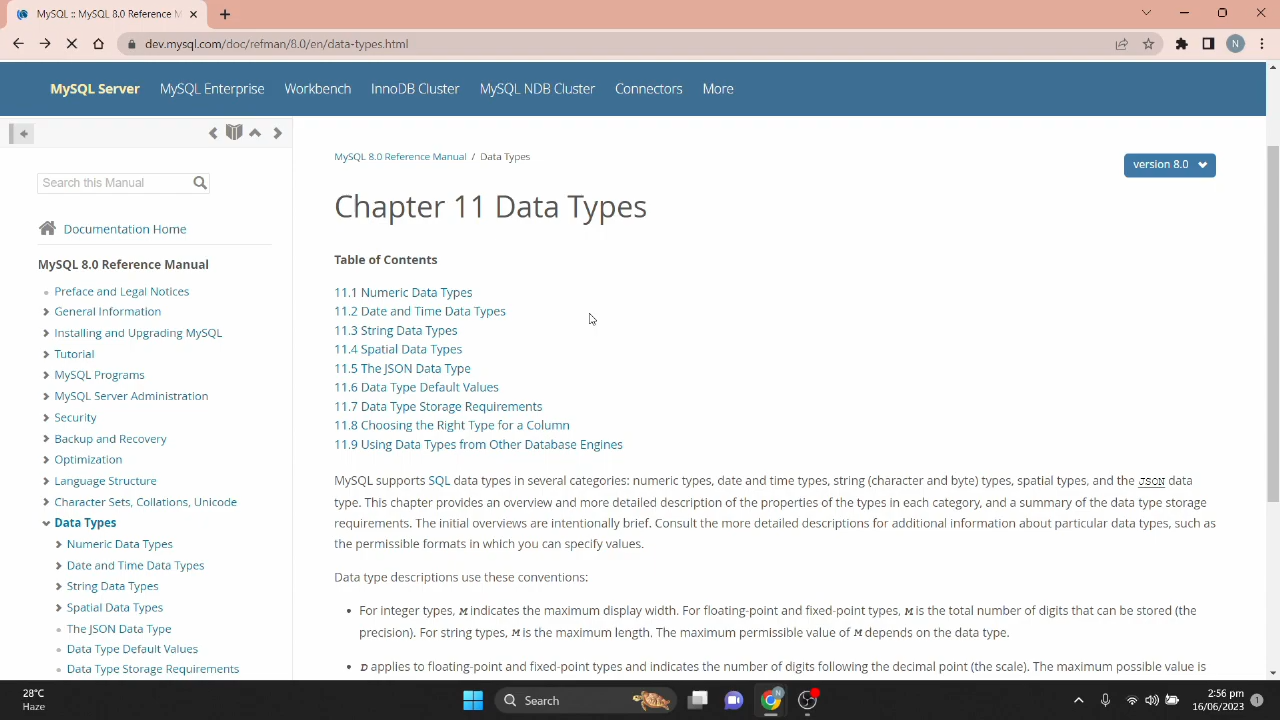 MySQL :: MySQL 8.0 Reference M
dev.mysql.com/doc/refman/8.0/en/data-types.html
N
MySQL Server MySQL Enterprise Workbench InnoDB Cluster MySQL NDB Cluster Connectors More
MySQL 8.0 Reference Manual / Data Types
version 8.0
Search this Manual
Chapter 11 Data Types
Documentation Home
Table of Contents
MySQL 8.0 Reference Manual
Preface and Legal Notices
General Information
Installing and Upgrading MySQL
Tutorial
MySQL Programs
MySQL Server Administration
Security
Backup and Recovery
Optimization
Language Structure
Character Sets, Collations, Unicode
Data Types
Numeric Data Types
Date and Time Data Types
String Data Types
Spatial Data Types
The JSON Data Type
Data Type Default Values
Data Type Storage Requirements
11.1 Numeric Data Types
11.2 Date and Time Data Types
11.3 String Data Types
11.4 Spatial Data Types
11.5 The JSON Data Type
11.6 Data Type Default Values
11.7 Data Type Storage Requirements
11.8 Choosing the Right Type for a Column
11.9 Using Data Types from Other Database Engines
MySQL supports SQL data types in several categories: numeric types, date and time types, string (character and byte) types, spatial types, and the JSON data
type. This chapter provides an overview and more detailed description of the properties of the types in each category, and a summary of the data type storage
requirements. The initial overviews are intentionally brief. Consult the more detailed descriptions for additional information about particular data types, such as
the permissible formats in which you can specify values.
Data type descriptions use these conventions:
• For integer types, M indicates the maximum display width. For floating-point and fixed-point types, M is the total number of digits that can be stored (the
precision). For string types, M is the maximum length. The maximum permissible value of M depends on the data type.
• D applies to floating-point and fixed-point types and indicates the number of digits following the decimal point (the scale). The maximum possible value is
28°C
Haze
Search
N
2:56 pm
16/06/2023
1